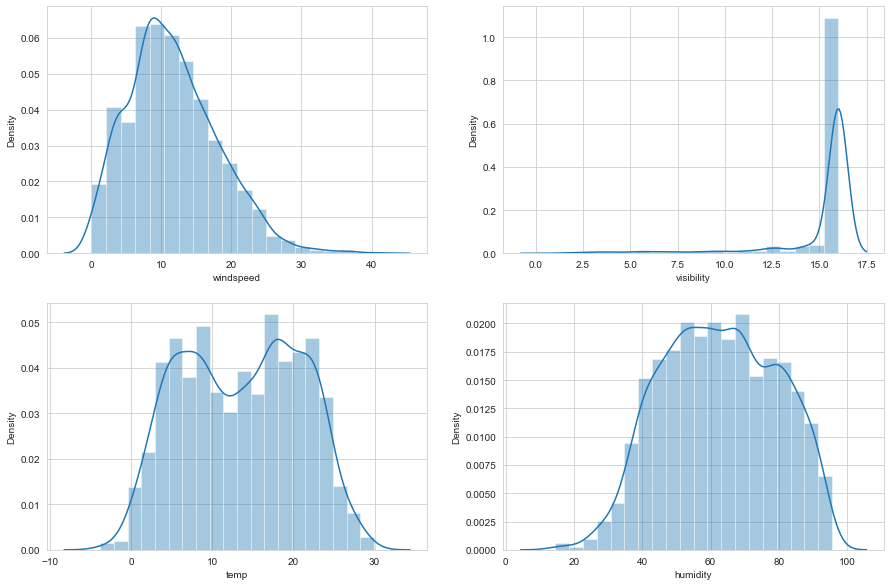 0.06
0.05
0.04
0.03
0.02
0.01
0.00
Density
0 10 20 30 40
windspeed
1.0
0.8
0.6
0.4
0.2
0.0
Density
0.0 2.5 5.0 7.5 10.0 12.5 15.0 17.5
visibility
0.05
0.04
0.03
0.02
0.01
0.00
Density
−10 0 10 20 30
temp
0.0200
0.0175
0.0150
0.0125
0.0100
0.0075
0.0050
0.0025
0.0000
Density
0 20 40 60 80 100
humidity